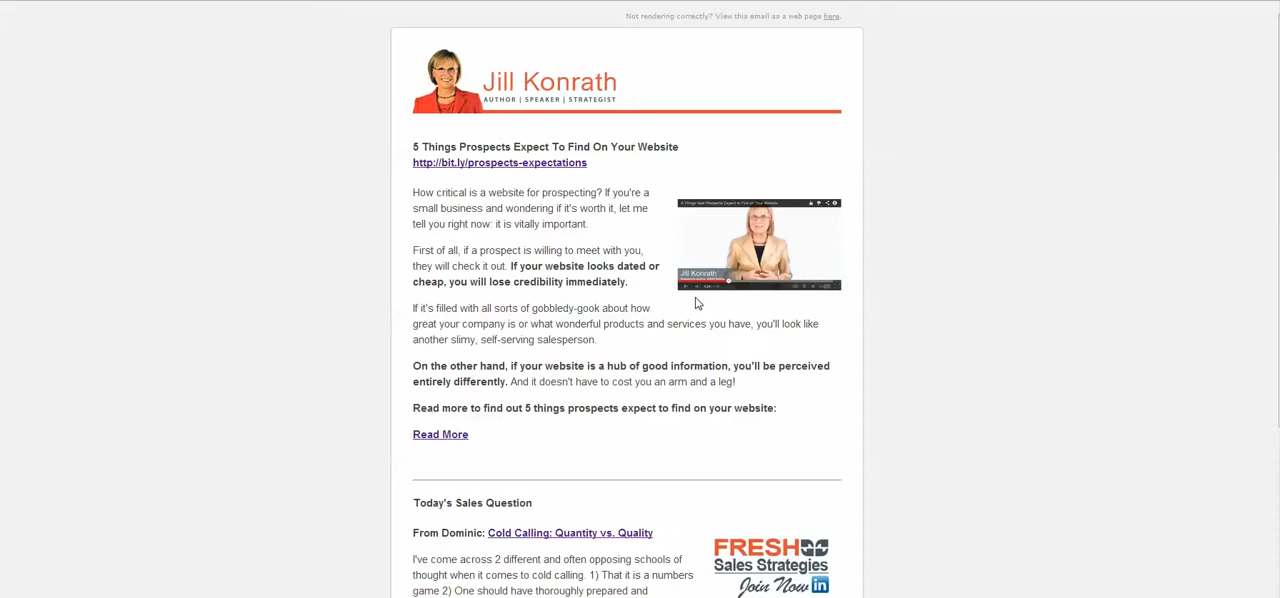 Not rendering correctly? View this email as a web page here.
Jill Konrath
AUTHOR | SPEAKER | STRATEGIST
5 Things Prospects Expect To Find On Your Website
http://bit.ly/prospects-expectations
How critical is a website for prospecting? If you're a
small business and wondering if it's worth it, let me
tell you right now: it is vitally important.
Jill Konrath
First of all, if a prospect is willing to meet with you,
they will check it out. If your website looks dated or
cheap, you will lose credibility immediately.
If it's filled with all sorts of gobbledy-gook about how
great your company is or what wonderful products and services you have, you'll look like
another slimy, self-serving salesperson.
On the other hand, if your website is a hub of good information, you'll be perceived
entirely differently. And it doesn't have to cost you an arm and a leg!
Read more to find out 5 things prospects expect to find on your website:
Read More
Today's Sales Question
From Dominic: Cold Calling: Quantity vs. Quality
I've come across 2 different and often opposing schools of
thought when it comes to cold calling. 1) That it is a numbers
game 2) One should have thoroughly prepared and
FRESH
Sales Strategies
Join Now in